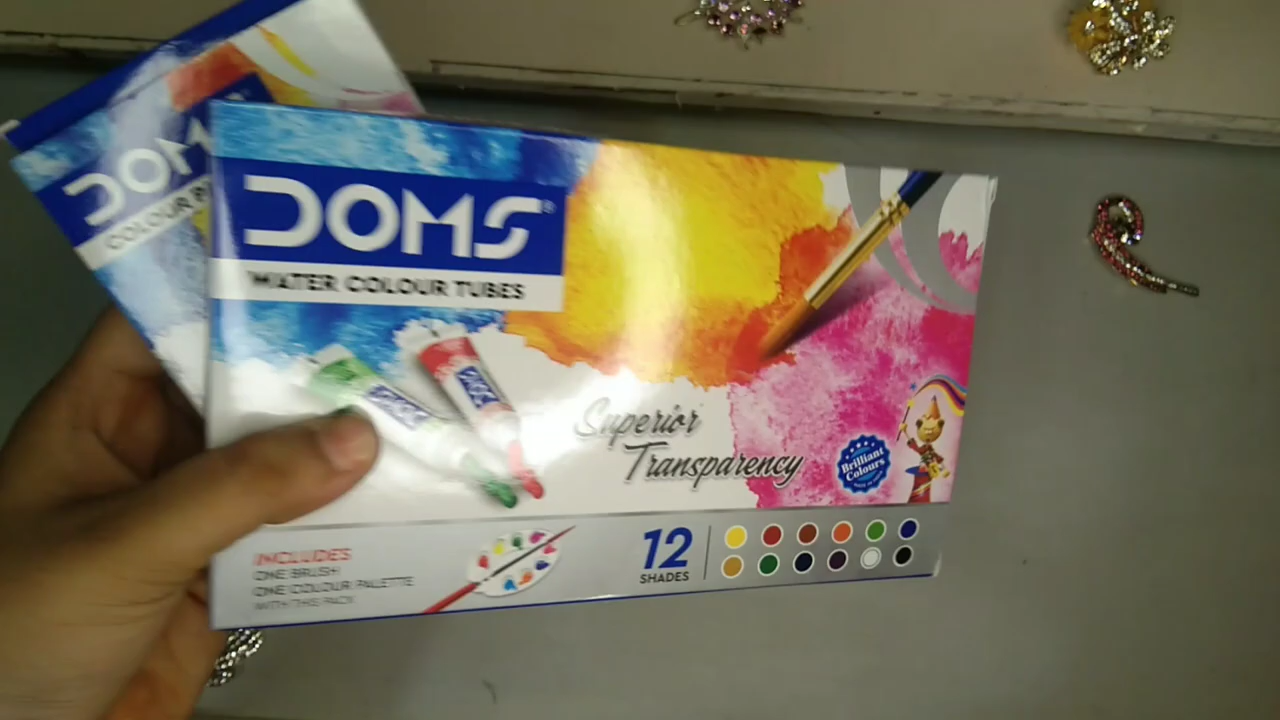 DOMS
COLOUR
DOMS
WATER COLOUR TUBES
Superior
Transparency
Brilliant
Colours
INCLUDES
ONE BRUSH
ONE COLOUR PALETTE
WITH THIS PACK
12
SHADES